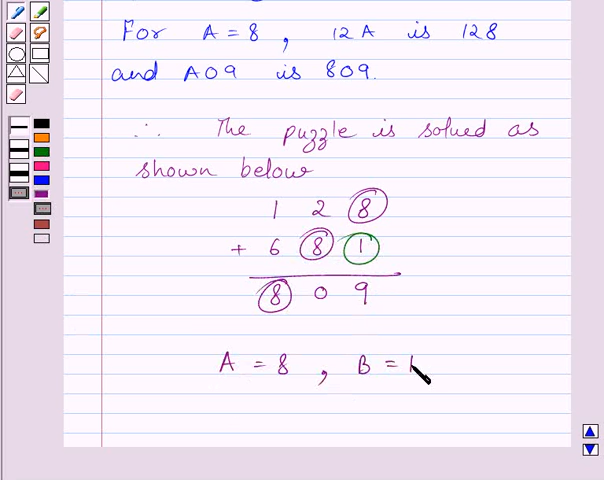 For A = 8 , 12A is 128
and A09 is 809.
∴ The puzzle is solved as
shown below
1 2 8
+ 6 8 1
8 0 9
A = 8 , B = 1